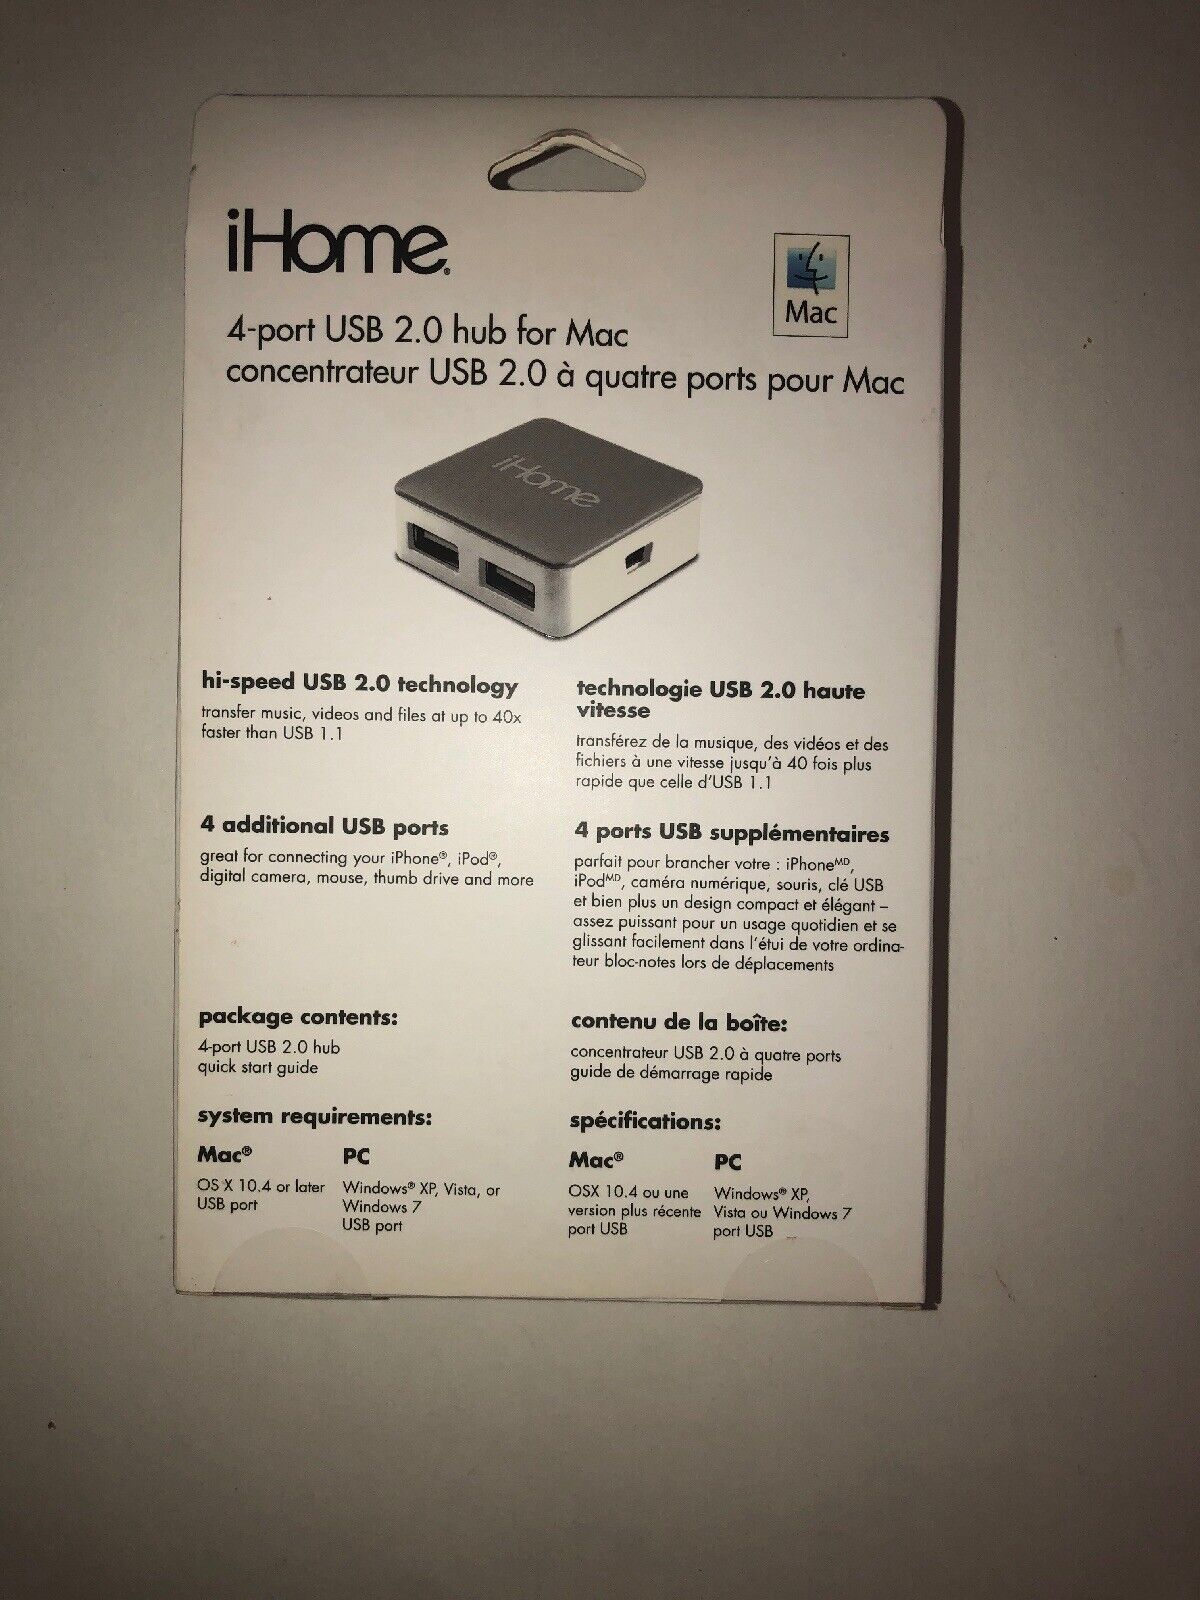 iHome®
Mac
4-port USB 2.0 hub for Mac
concentrateur USB 2.0 à quatre ports pour Mac
iHome
hi-speed USB 2.0 technology
transfer music, videos and files at up to 40x
faster than USB 1.1
technologie USB 2.0 haute
vitesse
transférez de la musique, des vidéos et des
fichiers à une vitesse jusqu'à 40 fois plus
rapide que celle d'USB 1.1
4 additional USB ports
great for connecting your iPhone®, iPod®,
digital camera, mouse, thumb drive and more
4 ports USB supplémentaires
parfait pour brancher votre : iPhoneMD,
iPodMD, caméra numérique, souris, clé USB
et bien plus un design compact et élégant –
assez puissant pour un usage quotidien et se
glissant facilement dans l'étui de votre ordina-
teur bloc-notes lors de déplacements
package contents:
4-port USB 2.0 hub
quick start guide
contenu de la boîte:
concentrateur USB 2.0 à quatre ports
guide de démarrage rapide
system requirements:
Mac®
OS X 10.4 or later
USB port
PC
Windows® XP, Vista, or
Windows 7
USB port
spécifications:
Mac®
OSX 10.4 ou une
version plus récente
port USB
PC
Windows® XP,
Vista ou Windows 7
port USB